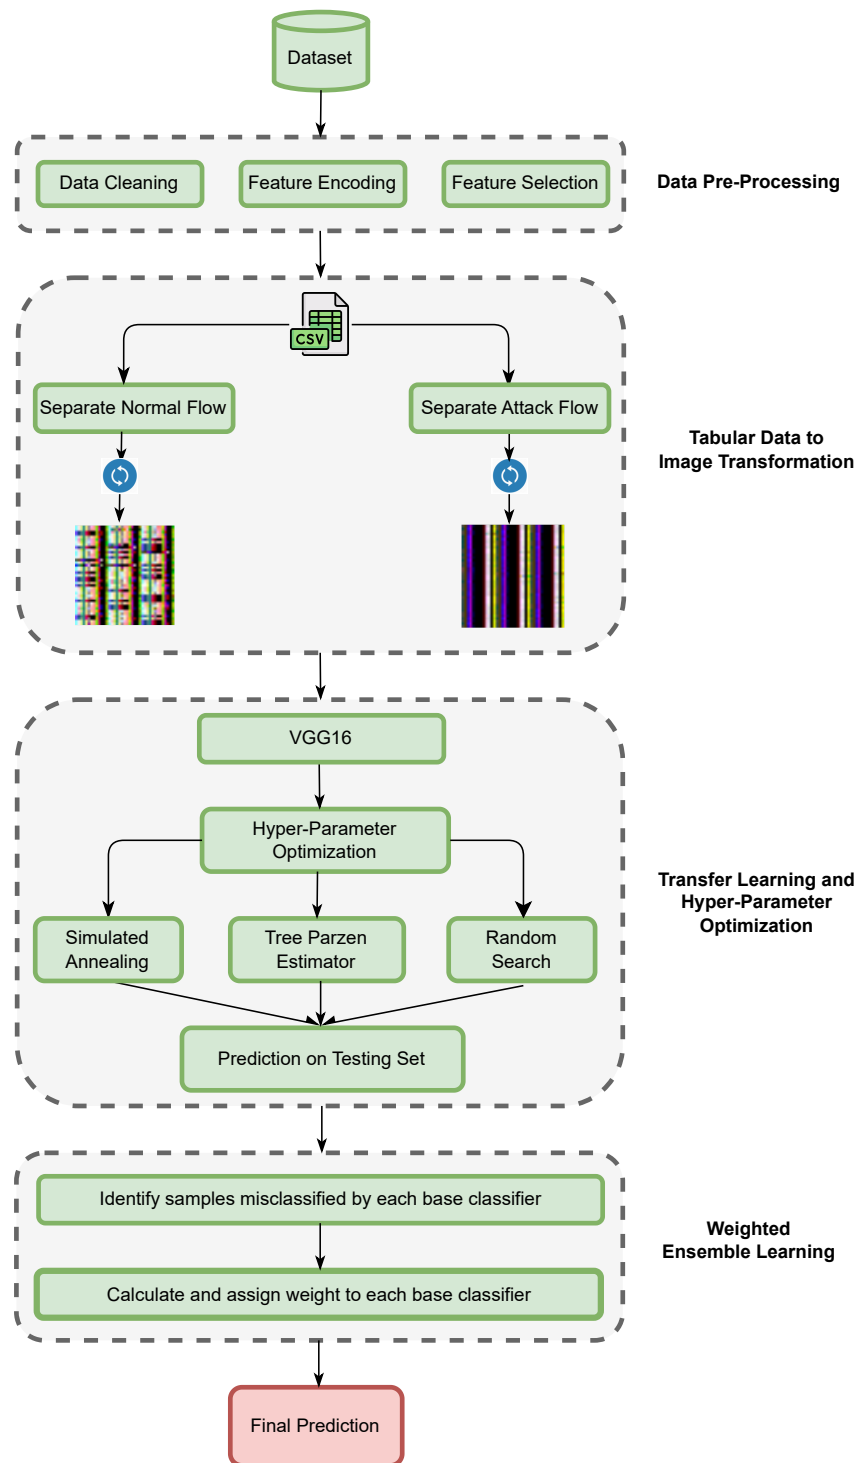 Dataset
Data Cleaning
Feature Encoding
Feature Selection
Data Pre-Processing
CSV
Separate Normal Flow
Separate Attack Flow
Tabular Data to
Image Transformation
VGG16
Hyper-Parameter
Optimization
Simulated
Annealing
Tree Parzen
Estimator
Random
Search
Prediction on Testing Set
Transfer Learning and
Hyper-Parameter
Optimization
Identify samples misclassified by each base classifier
Calculate and assign weight to each base classifier
Weighted
Ensemble Learning
Final Prediction